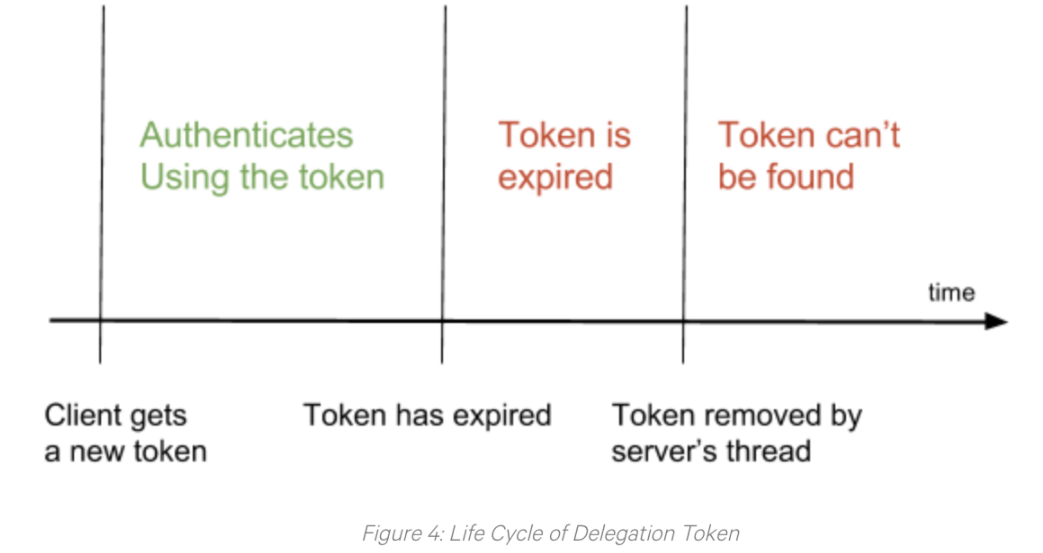 Authenticates
Using the token
Token is
expired
Token can't
be found
time
Client gets
a new token
Token has expired
Token removed by
server's thread
Figure 4: Life Cycle of Delegation Token